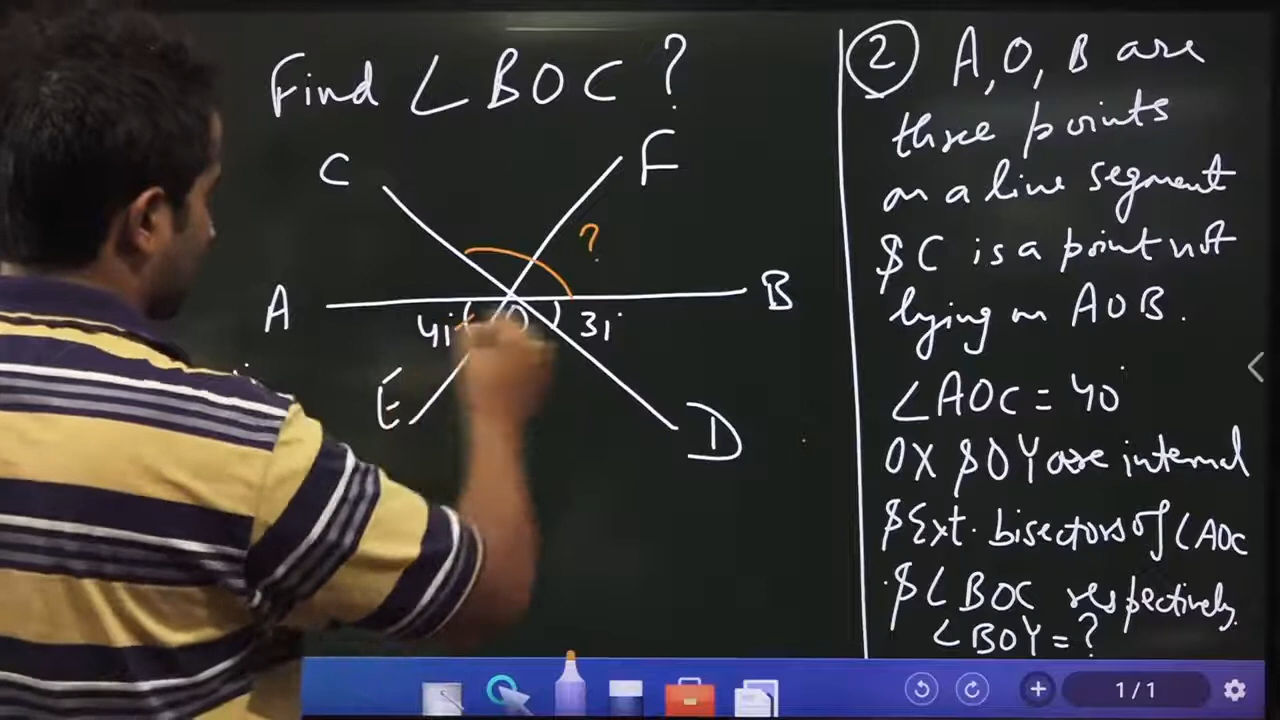 Find ∠BOC ?
C
F
?
A
B
41°
O
31°
E
D
② A, O, B are
three points
on a line segment
& C is a point not
lying on AOB.
∠AOC = 40°
OX & OY are internal
& Ext. bisectors of ∠AOC
& ∠BOC respectively.
∠BOY = ?
1/1